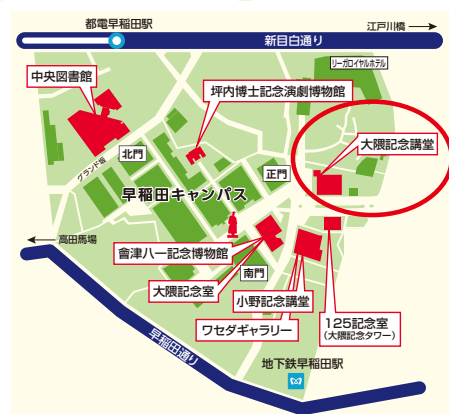 都電早稲田駅
江戸川橋
新目白通り
リーガロイヤルホテル
中央図書館
坪内博士記念演劇博物館
大隈記念講堂
北門
正門
グランド坂
早稲田キャンパス
高田馬場
會津八一記念博物館
南門
大隈記念室
小野記念講堂
ワセダギャラリー
125記念室
(大隈記念タワー)
早稲田通り
地下鉄早稲田駅